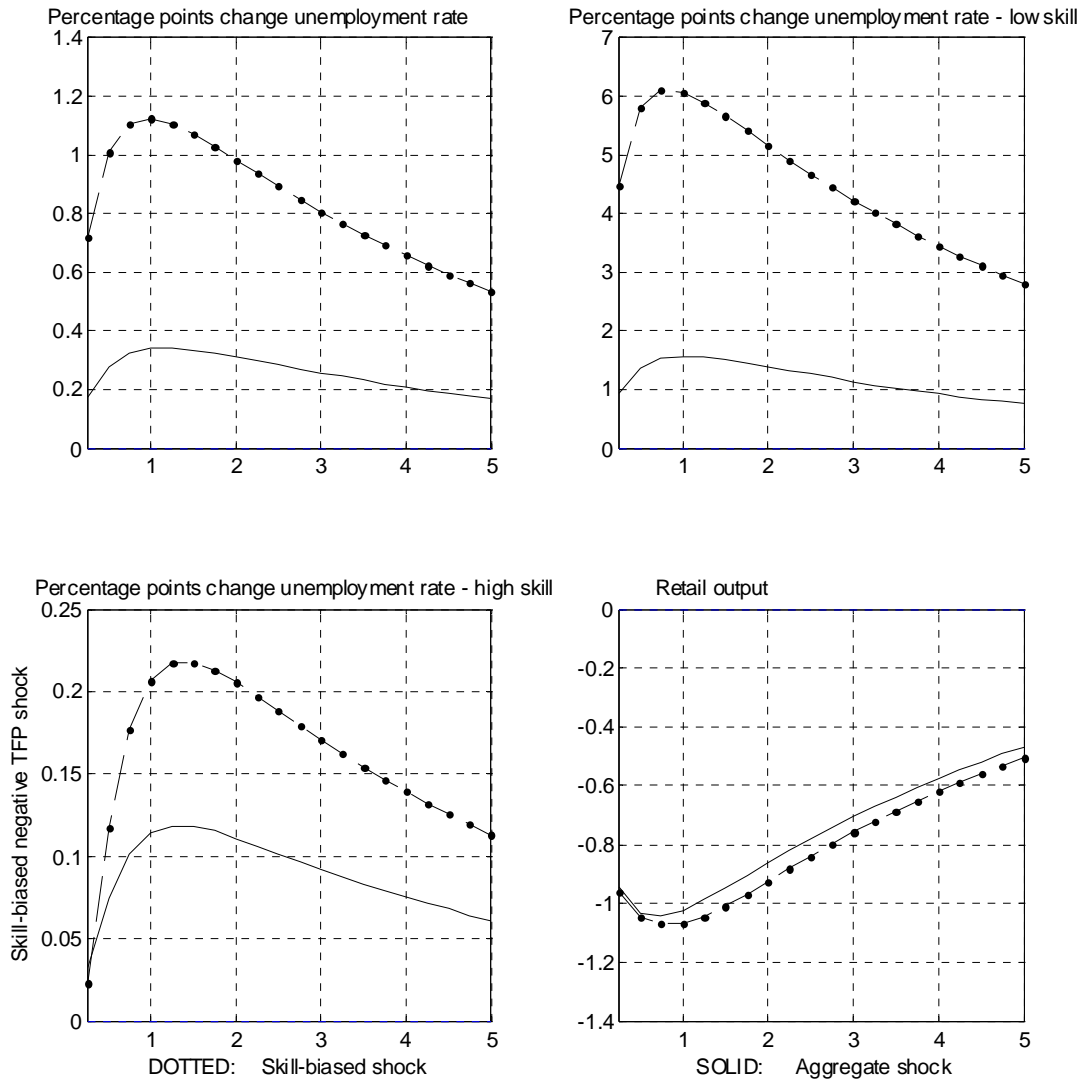 Percentage points change unemployment rate
1.4
1.2
1
0.8
0.6
0.4
0.2
0
1 2 3 4 5
Percentage points change unemployment rate - low skill
7
6
5
4
3
2
1
0
1 2 3 4 5
Percentage points change unemployment rate - high skill
Skill-biased negative TFP shock
0.25
0.2
0.15
0.1
0.05
0
1 2 3 4 5
DOTTED: Skill-biased shock
Retail output
0
-0.2
-0.4
-0.6
-0.8
-1
-1.2
-1.4
1 2 3 4 5
SOLID: Aggregate shock